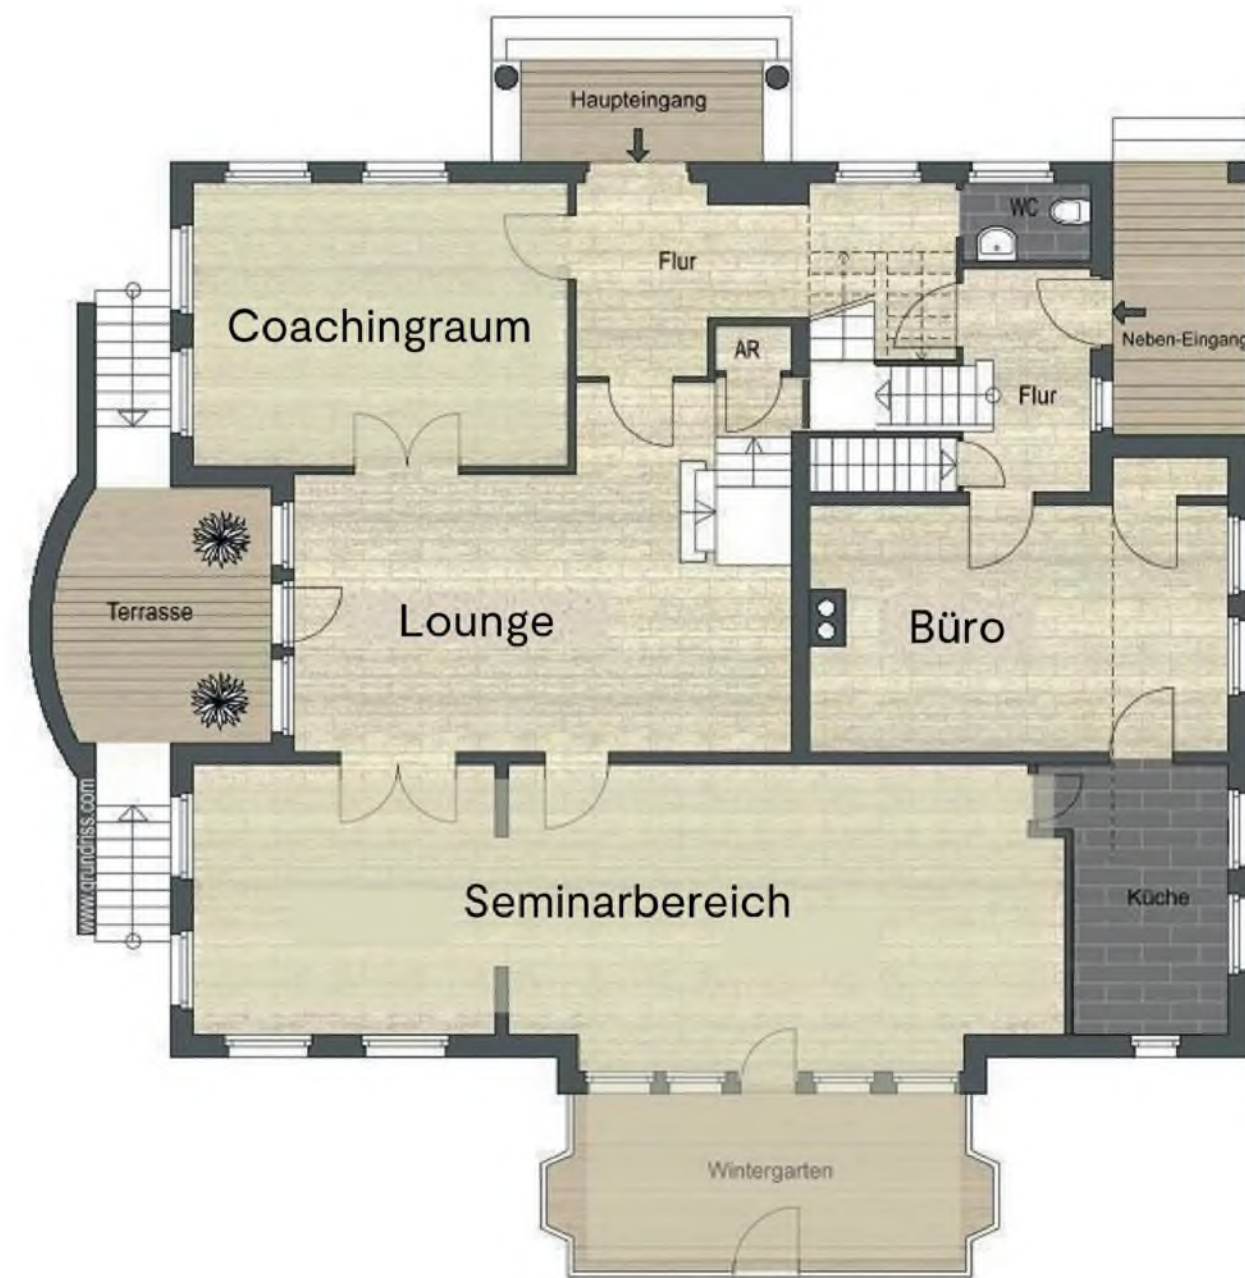 Haupteingang
WC
Flur
Coachingraum
Neben-Eingang
AR
Flur
Terrasse
Lounge
Büro
www.grundriss.com
Seminarbereich
Küche
Wintergarten